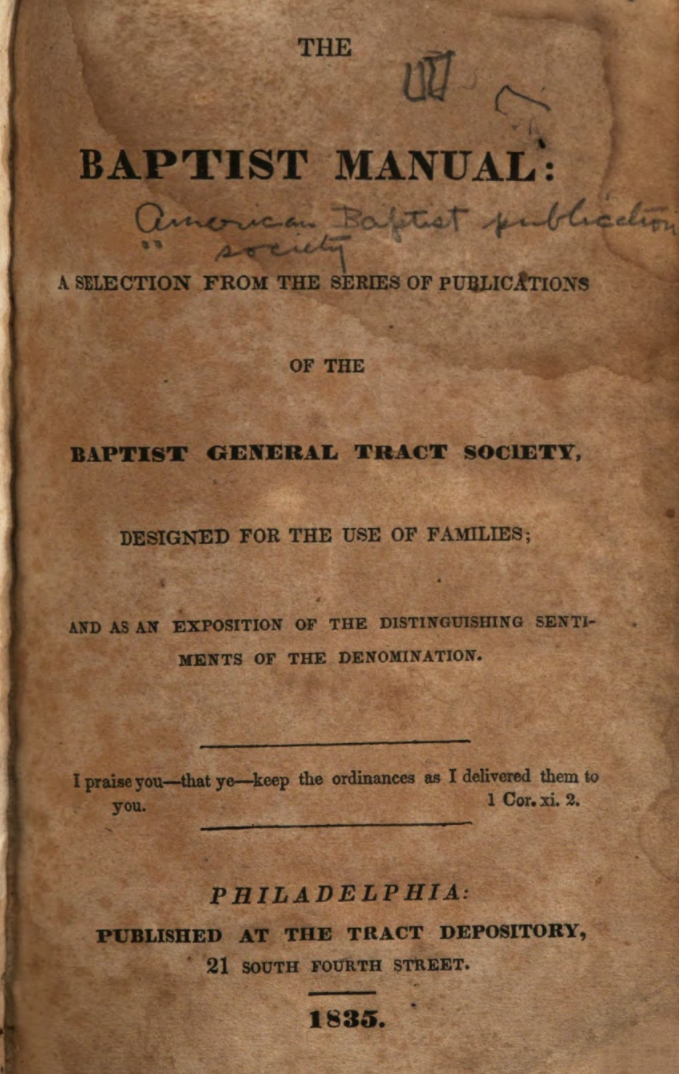 THE
BAPTIST MANUAL:
American Baptist publication
" society
A SELECTION FROM THE SERIES OF PUBLICATIONS
OF THE
BAPTIST GENERAL TRACT SOCIETY,
DESIGNED FOR THE USE OF FAMILIES;
AND AS AN EXPOSITION OF THE DISTINGUISHING SENTI-
MENTS OF THE DENOMINATION.
I praise you—that ye—keep the ordinances as I delivered them to
you. 1 Cor. xi. 2.
PHILADELPHIA:
PUBLISHED AT THE TRACT DEPOSITORY,
21 SOUTH FOURTH STREET.
1835.